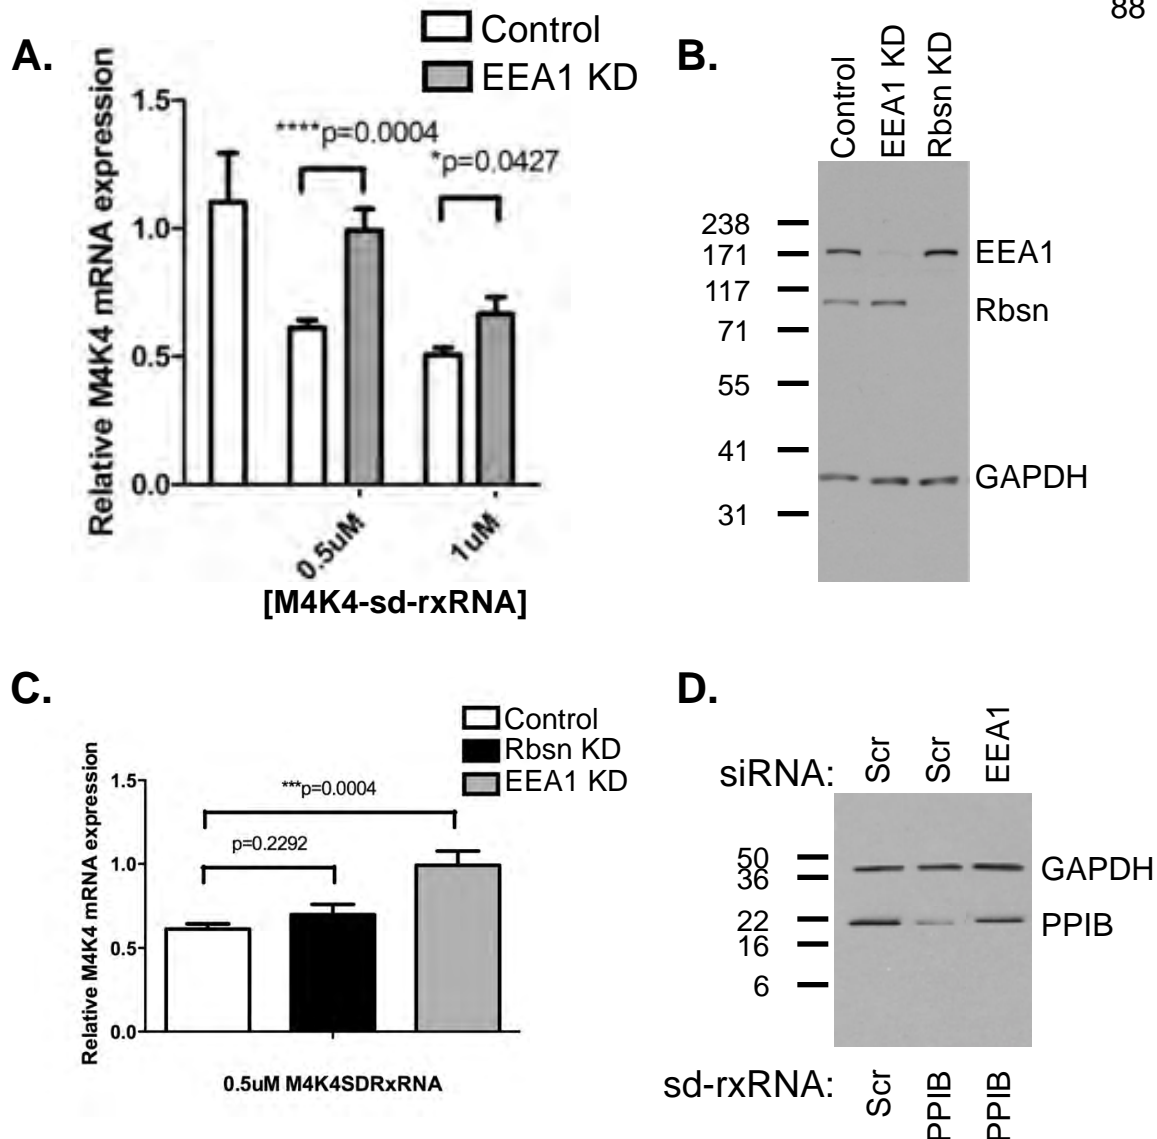 88
A.
Control
EEA1 KD
Relative M4K4 mRNA expression
1.5
1.0
0.5
0.0
****p=0.0004
*p=0.0427
0.5uM
1uM
[M4K4-sd-rxRNA]
B.
Control
EEA1 KD
Rbsn KD
238
171
117
71
55
41
31
EEA1
Rbsn
GAPDH
C.
Control
Rbsn KD
EEA1 KD
Relative M4K4 mRNA expression
1.5
1.0
0.5
0.0
***p=0.0004
p=0.2292
0.5uM M4K4SDRxRNA
D.
siRNA: Scr Scr EEA1
50
36
22
16
6
GAPDH
PPIB
sd-rxRNA: Scr PPIB PPIB